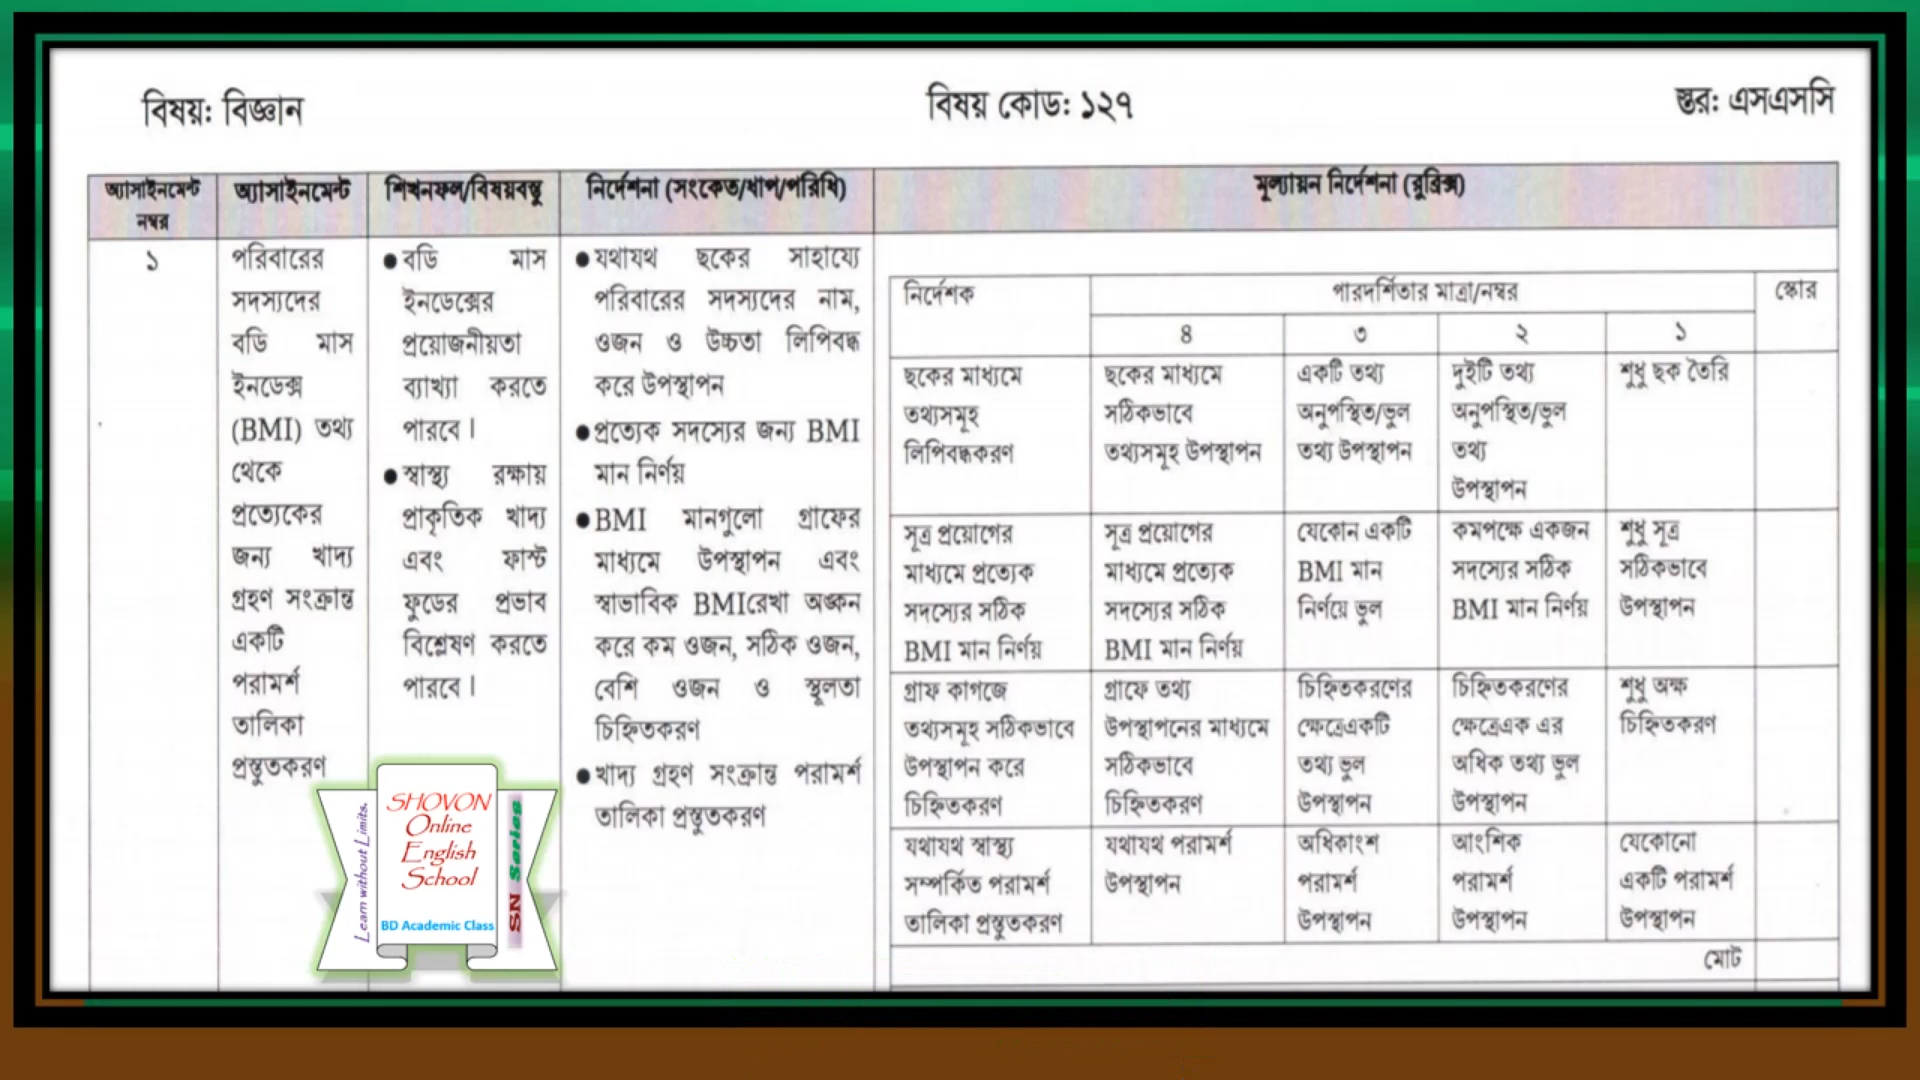 বিষয়: বিজ্ঞান
বিষয় কোড: ১২৭
স্তর: এসএসসি
অ্যাসাইনমেন্ট
নম্বর
অ্যাসাইনমেন্ট
শিখনফল/বিষয়বস্তু
নির্দেশনা (সংকেত/ধাপ/পরিধি)
মূল্যায়ন নির্দেশনা (রুব্রিক্স)
১
পরিবারের
সদস্যদের
বডি মাস
ইনডেক্স
(BMI) তথ্য
থেকে
প্রত্যেকের
জন্য খাদ্য
গ্রহণ সংক্রান্ত
একটি
পরামর্শ
তালিকা
প্রস্তুতকরণ
●বডি মাস
ইনডেক্সের
প্রয়োজনীয়তা
ব্যাখ্যা করতে
পারবে।
●স্বাস্থ্য রক্ষায়
প্রাকৃতিক খাদ্য
এবং ফাস্ট
ফুডের প্রভাব
বিশ্লেষণ করতে
পারবে।
●যথাযথ ছকের সাহায্যে
পরিবারের সদস্যদের নাম,
ওজন ও উচ্চতা লিপিবদ্ধ
করে উপস্থাপন
●প্রত্যেক সদস্যের জন্য BMI
মান নির্ণয়
●BMI মানগুলো গ্রাফের
মাধ্যমে উপস্থাপন এবং
স্বাভাবিক BMIরেখা অঙ্কন
করে কম ওজন, সঠিক ওজন,
বেশি ওজন ও স্থূলতা
চিহ্নিতকরণ
●খাদ্য গ্রহণ সংক্রান্ত পরামর্শ
তালিকা প্রস্তুতকরণ
নির্দেশক
পারদর্শিতার মাত্রা/নম্বর
স্কোর
৪ ৩ ২ ১
ছকের মাধ্যমে
তথ্যসমূহ
লিপিবদ্ধকরণ
ছকের মাধ্যমে
সঠিকভাবে
তথ্যসমূহ উপস্থাপন
একটি তথ্য
অনুপস্থিত/ভুল
তথ্য উপস্থাপন
দুইটি তথ্য
অনুপস্থিত/ভুল
তথ্য
উপস্থাপন
শুধু ছক তৈরি
সূত্র প্রয়োগের
মাধ্যমে প্রত্যেক
সদস্যের সঠিক
BMI মান নির্ণয়
সূত্র প্রয়োগের
মাধ্যমে প্রত্যেক
সদস্যের সঠিক
BMI মান নির্ণয়
যেকোন একটি
BMI মান
নির্ণয়ে ভুল
কমপক্ষে একজন
সদস্যের সঠিক
BMI মান নির্ণয়
শুধু সূত্র
সঠিকভাবে
উপস্থাপন
গ্রাফ কাগজে
তথ্যসমূহ সঠিকভাবে
উপস্থাপন করে
চিহ্নিতকরণ
গ্রাফে তথ্য
উপস্থাপনের মাধ্যমে
সঠিকভাবে
চিহ্নিতকরণ
চিহ্নিতকরণের
ক্ষেত্রেএকটি
তথ্য ভুল
উপস্থাপন
চিহ্নিতকরণের
ক্ষেত্রেএক এর
অধিক তথ্য ভুল
উপস্থাপন
শুধু অক্ষ
চিহ্নিতকরণ
যথাযথ স্বাস্থ্য
সম্পর্কিত পরামর্শ
তালিকা প্রস্তুতকরণ
যথাযথ পরামর্শ
উপস্থাপন
অধিকাংশ
পরামর্শ
উপস্থাপন
আংশিক
পরামর্শ
উপস্থাপন
যেকোনো
একটি পরামর্শ
উপস্থাপন
মোট
Learn without Limits.
SHOVON
Online
English
School
BD Academic Class
SN Series